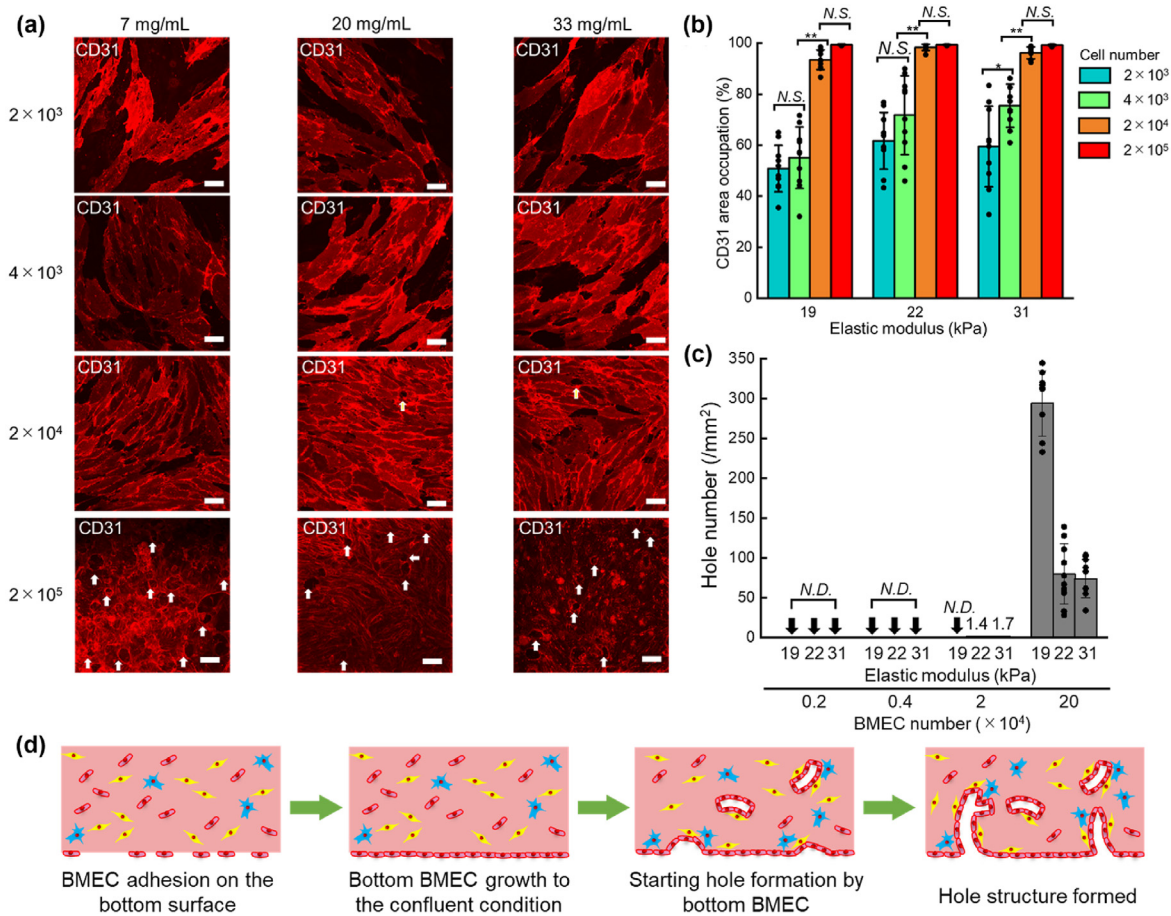 (a)
7 mg/mL
20 mg/mL
33 mg/mL
2×10³
CD31
CD31
CD31
4×10³
CD31
CD31
CD31
2×10⁴
CD31
CD31
CD31
2×10⁵
CD31
CD31
CD31
(b)
CD31 area occupation (%)
100
80
60
40
20
0
N.S.
**
N.S.
N.S.
**
N.S.
N.S.
**
*
19
22
31
Elastic modulus (kPa)
Cell number
2×10³
4×10³
2×10⁴
2×10⁵
(c)
Hole number (/mm²)
350
300
250
200
150
100
50
0
N.D.
N.D.
N.D.
1.4 1.7
19 22 31 19 22 31 19 22 31 19 22 31
Elastic modulus (kPa)
0.2 0.4 2 20
BMEC number (×10⁴)
(d)
BMEC adhesion on the
bottom surface
Bottom BMEC growth to
the confluent condition
Starting hole formation by
bottom BMEC
Hole structure formed